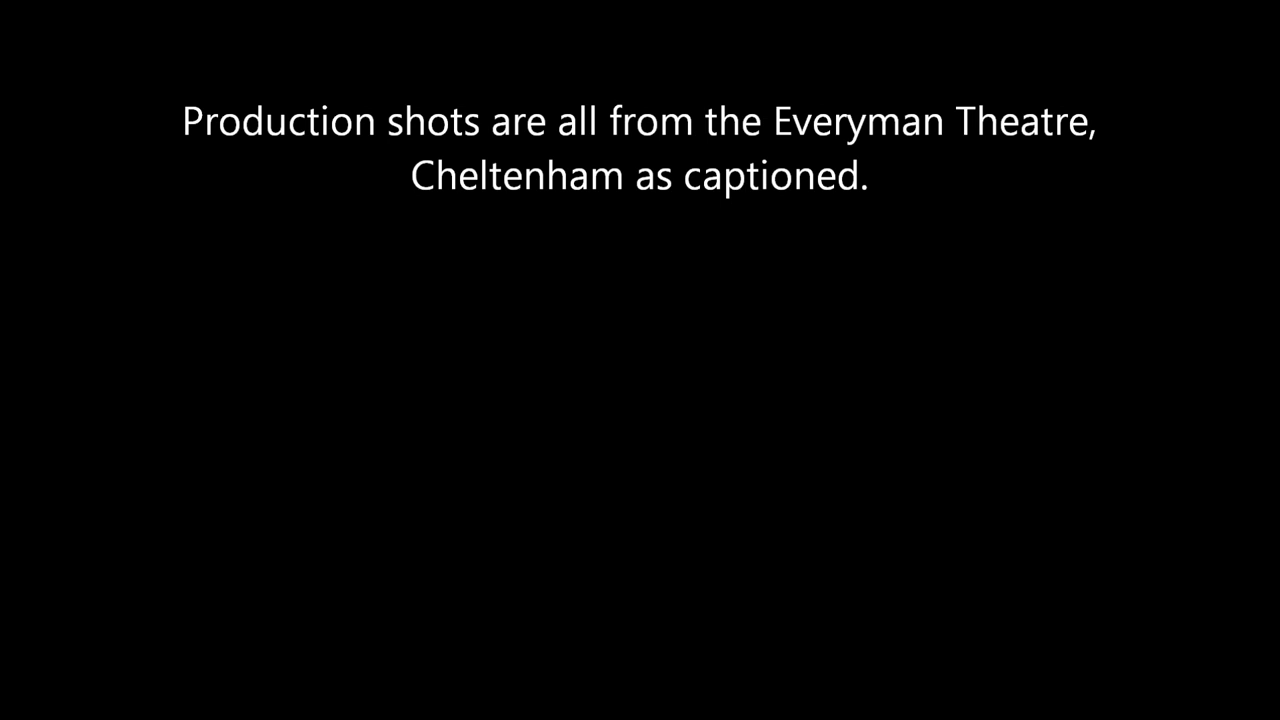 Production shots are all from the Everyman Theatre,
Cheltenham as captioned.